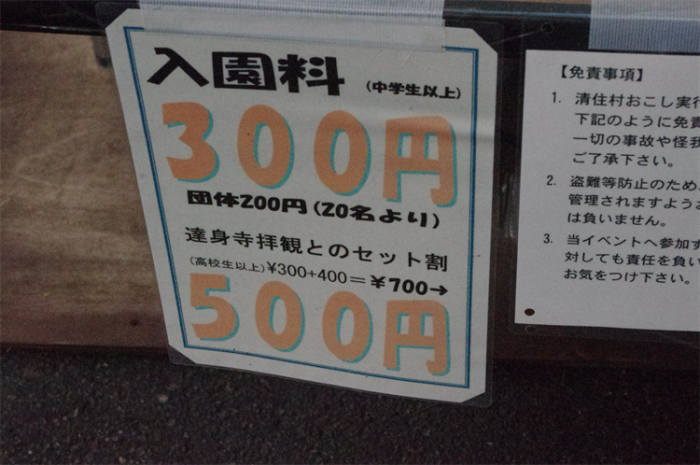 入園料 (中学生以上)
300円
団体200円(20名より)
達身寺拝観とのセット割
(高校生以上)¥300+400=¥700→
500円
【免責事項】
1. 清住村おこし実行
下記のように免責
一切の事故や怪我
ご了承下さい。
2. 盗難等防止のため
管理されますよう
は負いません。
3. 当イベントへ参加す
対しても責任を負い
お気をつけ下さい。